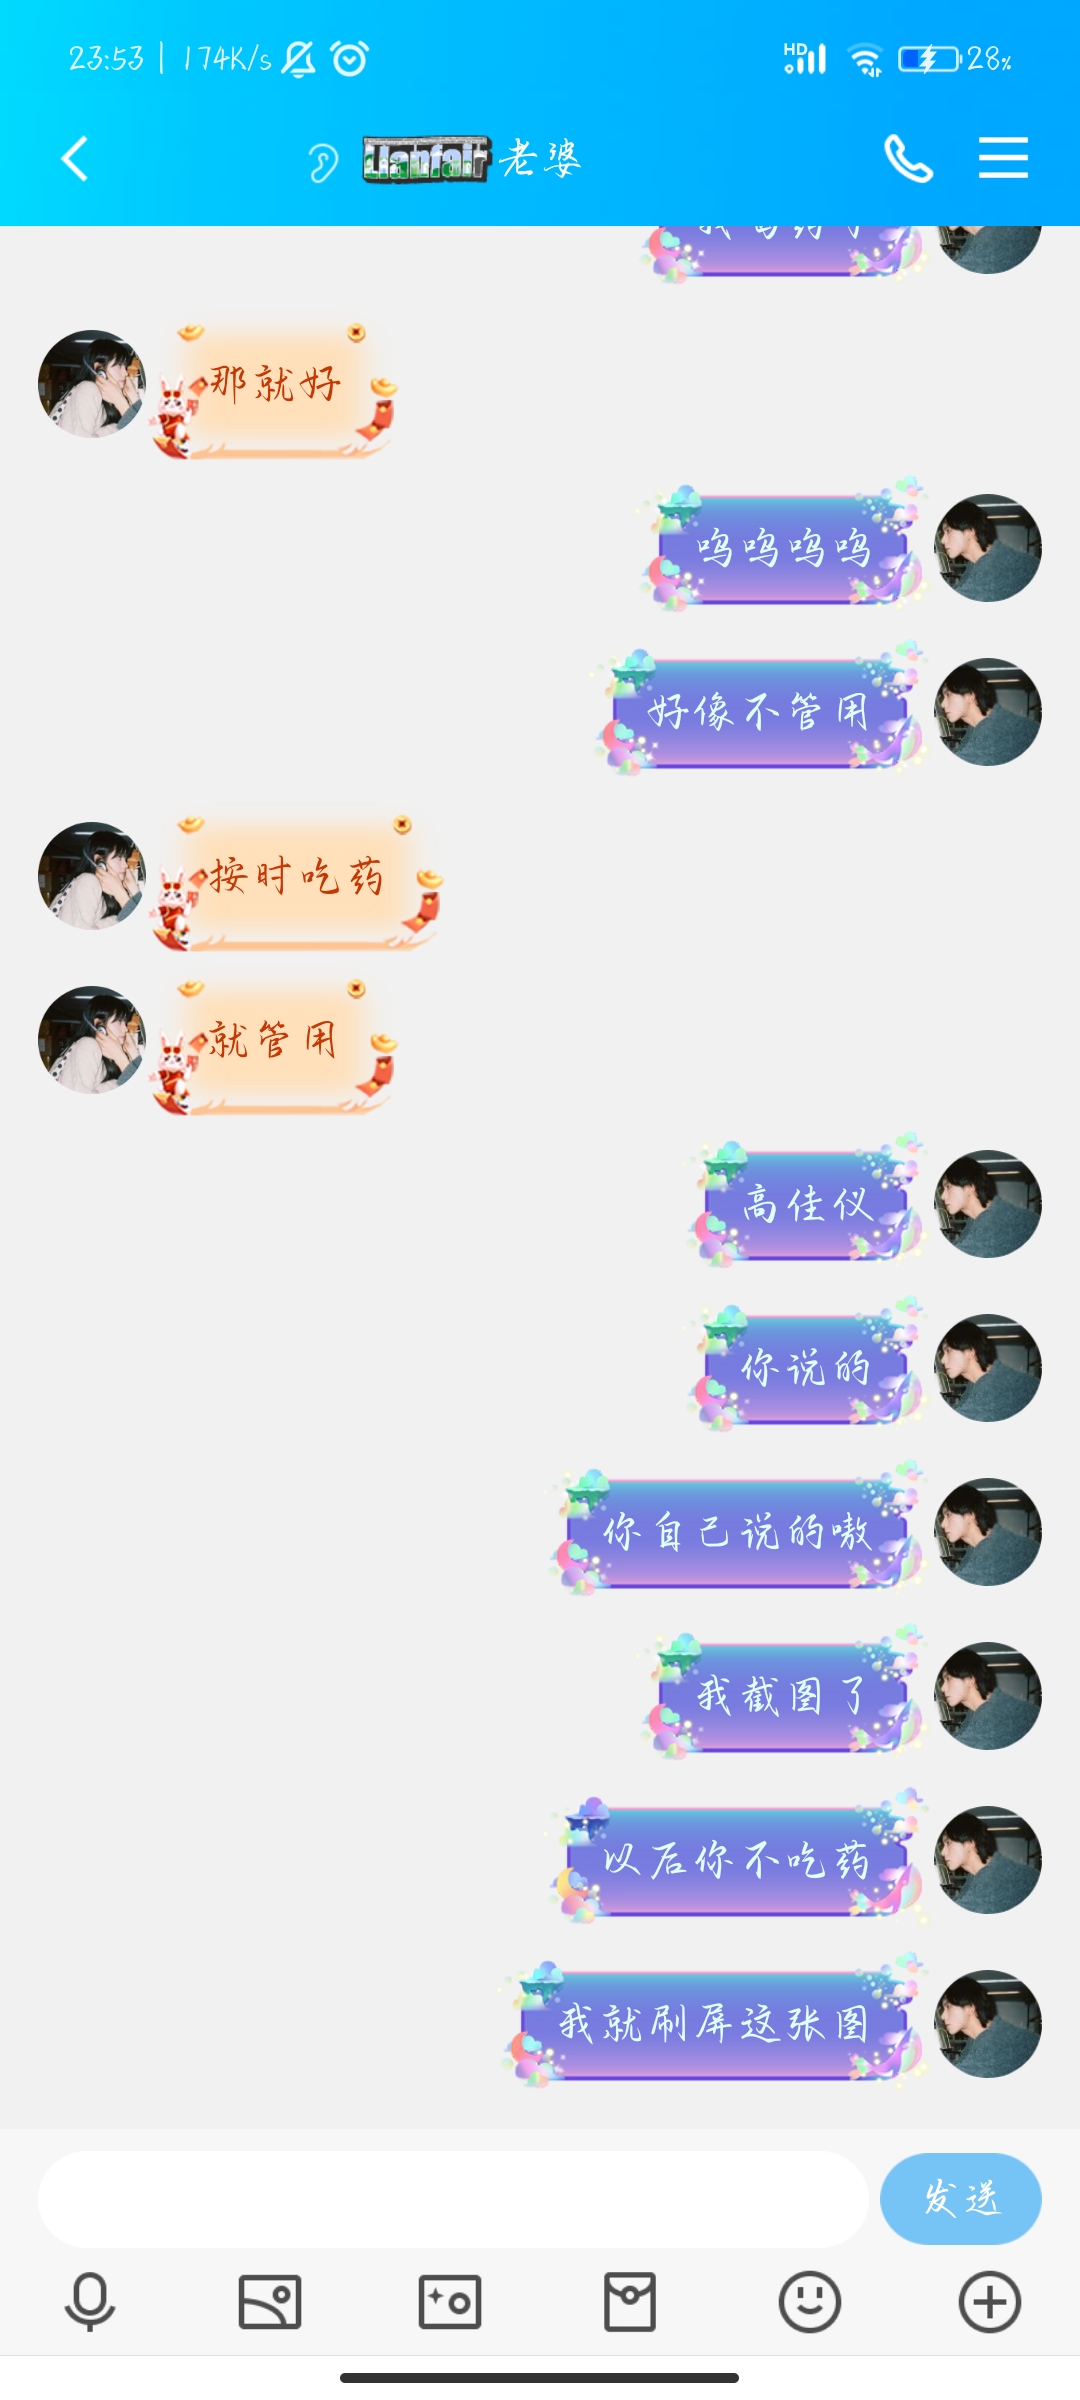 23:53 | 174K/s
HD
28%
Llanfair 老婆
那就好
呜呜呜呜
好像不管用
按时吃药
就管用
高佳仪
你说的
你自己说的嗷
我截图了
以后你不吃药
我就刷屏这张图
发送